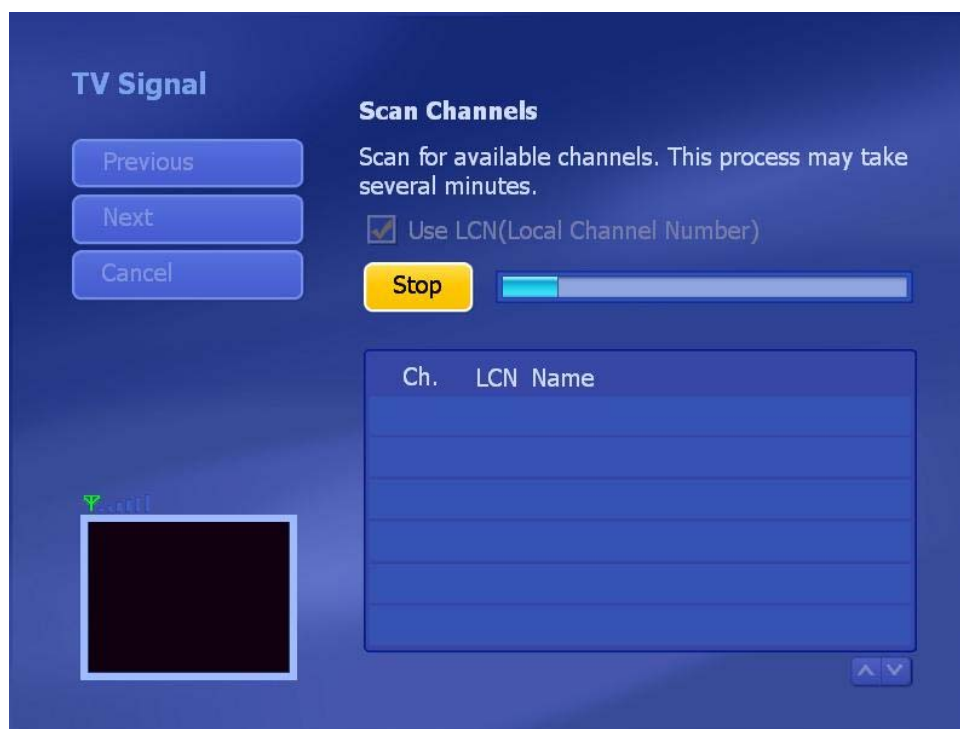 TV Signal
Scan Channels
Previous
Scan for available channels. This process may take
several minutes.
Next
Use LCN(Local Channel Number)
Cancel
Stop
Ch. LCN Name